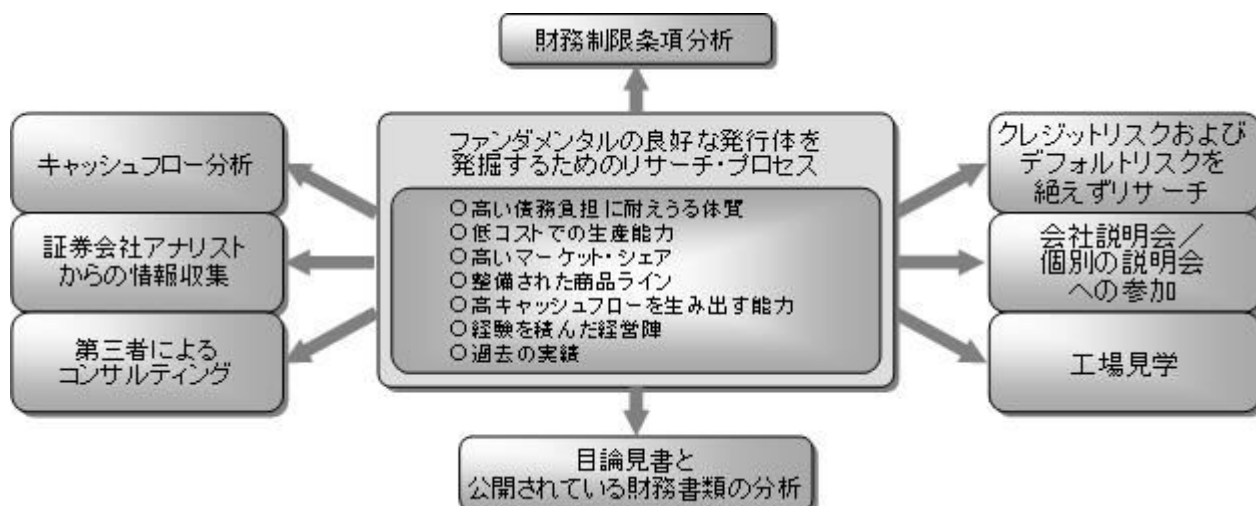 財務制限条項分析
キャッシュフロー分析
証券会社アナリスト
からの情報収集
第三者による
コンサルティング
ファンダメンタルの良好な発行体を
発掘するためのリサーチ・プロセス
○高い債務負担に耐えうる体質
○低コストでの生産能力
○高いマーケット・シェア
○整備された商品ライン
○高キャッシュフローを生み出す能力
○経験を積んだ経営陣
○過去の実績
クレジットリスクおよび
デフォルトリスクを
絶えずリサーチ
会社説明会／
個別の説明会
への参加
工場見学
目論見書と
公開されている財務書類の分析